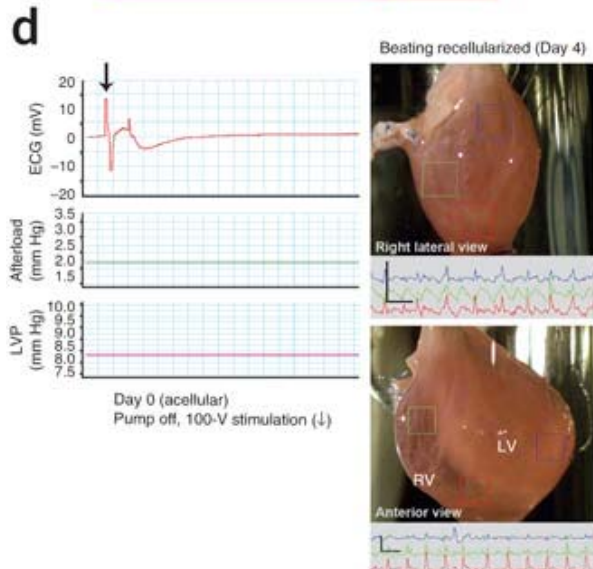 d
20
10
0
−10
−20
ECG (mV)
3.5
3.0
2.5
2.0
1.5
Afterload
(mm Hg)
10.0
9.5
9.0
8.5
8.0
7.5
LVP
(mm Hg)
Day 0 (acellular)
Pump off, 100-V stimulation (↓)
Beating recellularized (Day 4)
Right lateral view
LV
RV
Anterior view